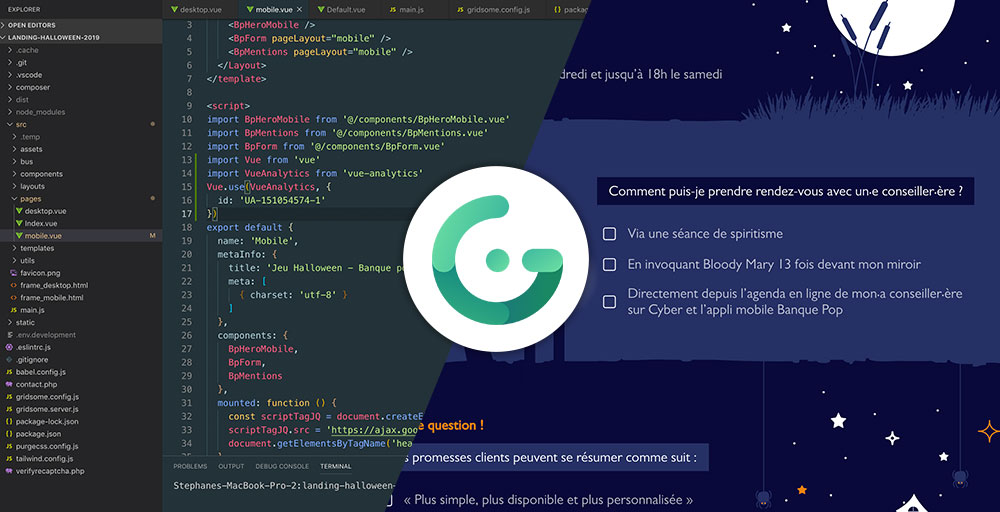 EXPLORER
OPEN EDITORS
LANDING-HALLOWEEN-2019
.cache
.git
.vscode
composer
dist
node_modules
src
.temp
assets
bus
components
layouts
pages
desktop.vue
Index.vue
mobile.vue M
templates
utils
favicon.png
frame_desktop.html
frame_mobile.html
main.js
static
.env.development
.eslintrc.js
.gitignore
babel.config.js
contact.php
gridsome.config.js
gridsome.server.js
package-lock.json
package.json
purgecss.config.js
tailwind.config.js
verifyrecaptcha.php
desktop.vue mobile.vue Default.vue main.js gridsome.config.js packa
3 <BpHeroMobile />
4 <BpForm pageLayout="mobile" />
5 <BpMentions pageLayout="mobile" />
6 </Layout>
7 </template>
8
9 <script>
10 import BpHeroMobile from '@/components/BpHeroMobile.vue'
11 import BpMentions from '@/components/BpMentions.vue'
12 import BpForm from '@/components/BpForm.vue'
13 import Vue from 'vue'
14 import VueAnalytics from 'vue-analytics'
15 Vue.use(VueAnalytics, {
16 id: 'UA-151054574-1'
17 })
18 export default {
19 name: 'Mobile',
20 metaInfo: {
21 title: 'Jeu Halloween - Banque po
22 meta: [
23 { charset: 'utf-8' }
24 ]
25 },
26 components: {
27 BpHeroMobile,
28 BpForm,
29 BpMentions
30 },
31 mounted: function () {
32 const scriptTagJQ = document.createE
33 scriptTagJQ.src = 'https://ajax.goo
34 document.getElementsByTagName('hea
PROBLEMS OUTPUT DEBUG CONSOLE TERMINAL
Stephanes-MacBook-Pro-2:landing-halloween-
dredi et jusqu'à 18h le samedi
Comment puis-je prendre rendez-vous avec un·e conseiller·ère ?
Via une séance de spiritisme
En invoquant Bloody Mary 13 fois devant mon miroir
Directement depuis l'agenda en ligne de mon·a conseiller·ère
sur Cyber et l'appli mobile Banque Pop
e question !
s promesses clients peuvent se résumer comme suit :
« Plus simple, plus disponible et plus personnalisée »